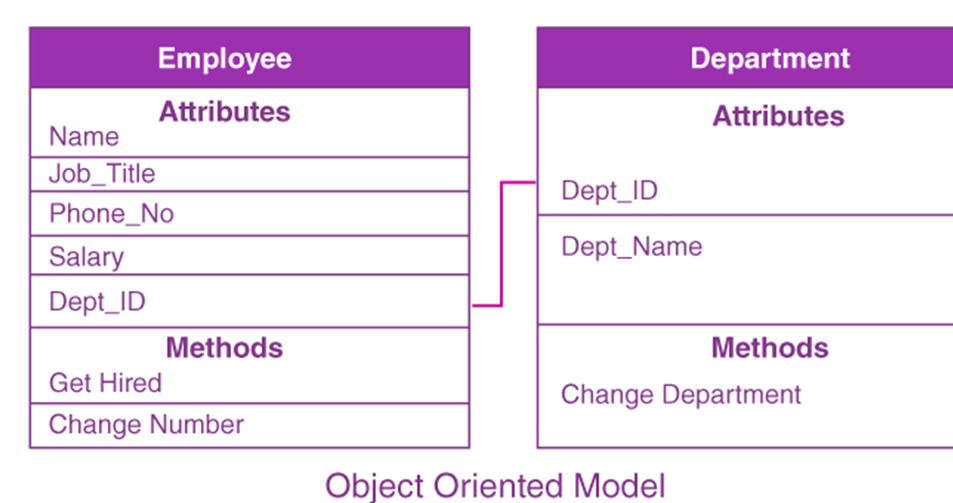 Employee
Attributes
Name
Job_Title
Phone_No
Salary
Dept_ID
Methods
Get Hired
Change Number
Department
Attributes
Dept_ID
Dept_Name
Methods
Change Department
Object Oriented Model